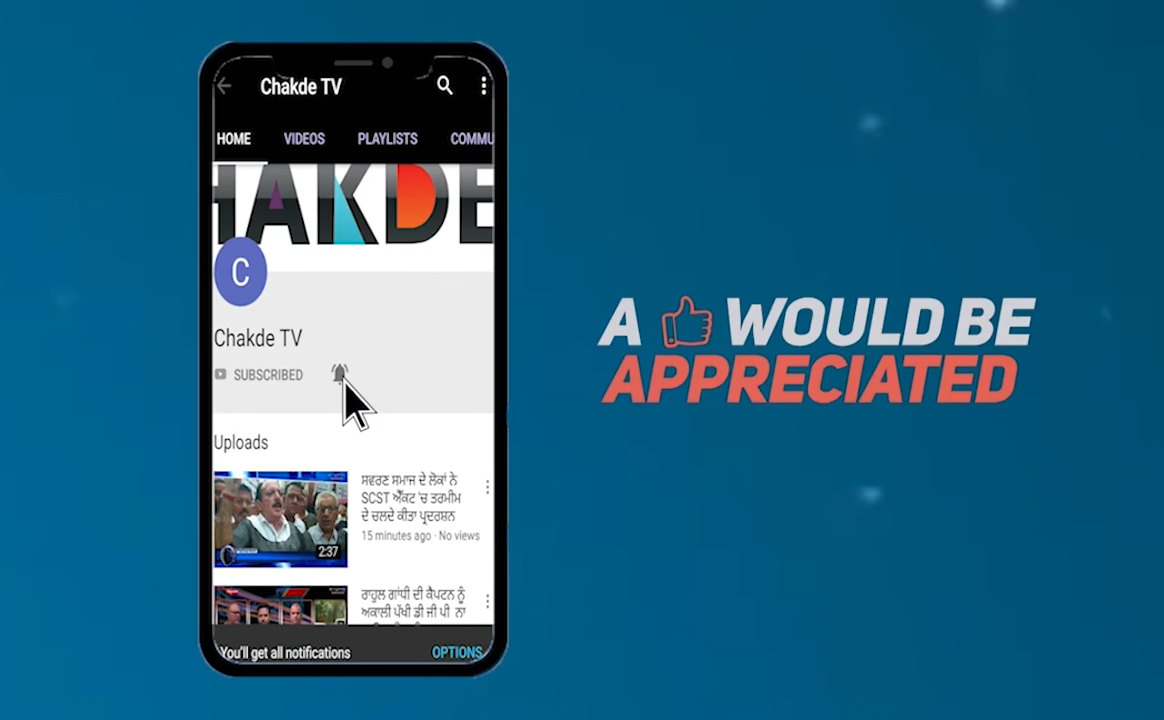 Chakde TV
HOME VIDEOS PLAYLISTS COMMU
HAKDE
C
Chakde TV
SUBSCRIBED
Uploads
ਸਵਰਣ ਸਮਾਜ ਦੇ ਲੋਕਾਂ ਨੇ
SCST ਐਕਟ 'ਚ ਤਰਮੀਮ
ਦੇ ਚਲਦੇ ਕੀਤਾ ਪ੍ਰਦਰਸ਼ਨ
15 minutes ago · No views
2:37
ਰਾਹੁਲ ਗਾਂਧੀ ਦੀ ਕੈਪਟਨ ਨੂੰ
ਅਕਾਲੀ ਪੱਖੀ ਡੀ ਜੀ ਪੀ ਨਾ
You'll get all notifications OPTIONS
A WOULD BE
APPRECIATED